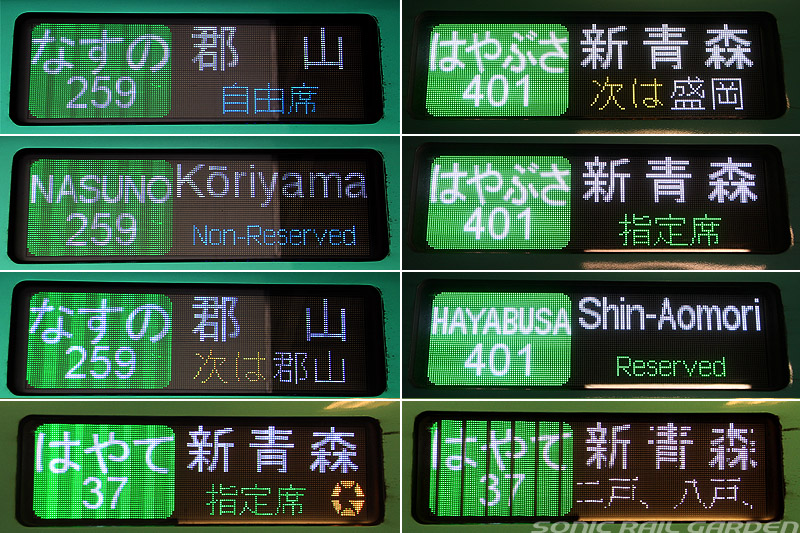 なすの 郡山
259 自由席
はやぶさ 新青森
401 次は盛岡
NASUNO Kōriyama
259 Non-Reserved
はやぶさ 新青森
401 指定席
なすの 郡山
259 次は郡山
HAYABUSA Shin-Aomori
401 Reserved
はやて 新青森
37 指定席
はやて 新青森
37 二戸、八戸、
SONIC RAIL GARDEN